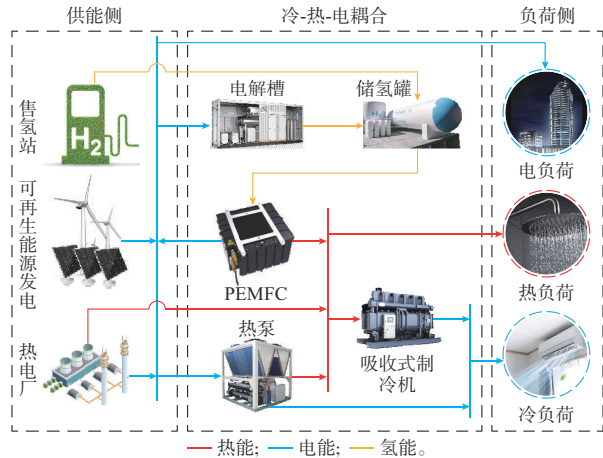 供能侧
冷-热-电耦合
负荷侧
售氢站
H2
电解槽
储氢罐
电负荷
可再生能源发电
PEMFC
热负荷
热电厂
热泵
吸收式制
冷机
冷负荷
热能;
电能;
氢能。